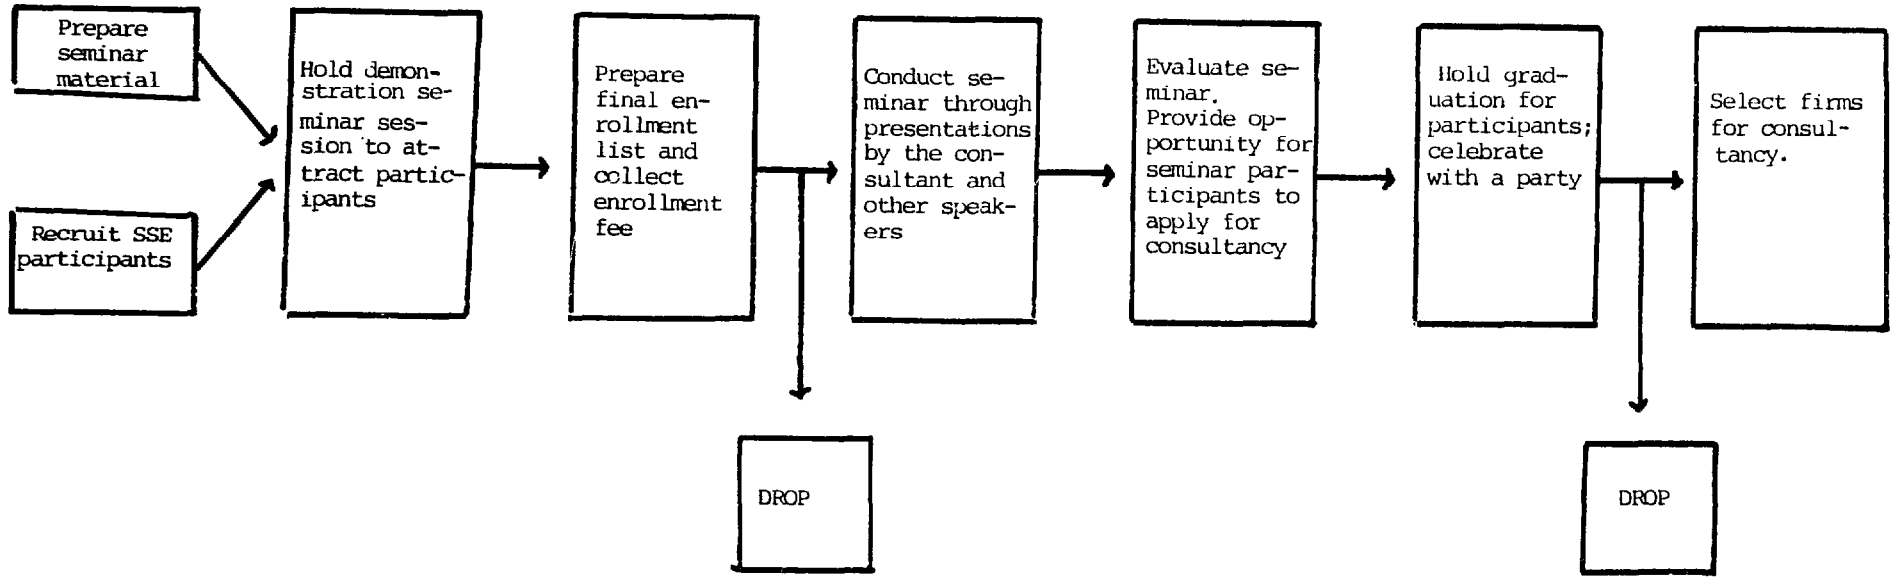 Prepare
seminar
material
Recruit SSE
participants
Hold demon-
stration se-
minar ses-
sion to at-
tract partic-
ipants
Prepare
final en-
rollment
list and
collect
enrollment
fee
DROP
Conduct se-
minar through
presentations
by the con-
sultant and
other speak-
ers
Evaluate se-
minar.
Provide op-
portunity for
seminar par-
ticipants to
apply for
consultancy
Hold grad-
uation for
participants;
celebrate
with a party
DROP
Select firms
for consul-
tancy.